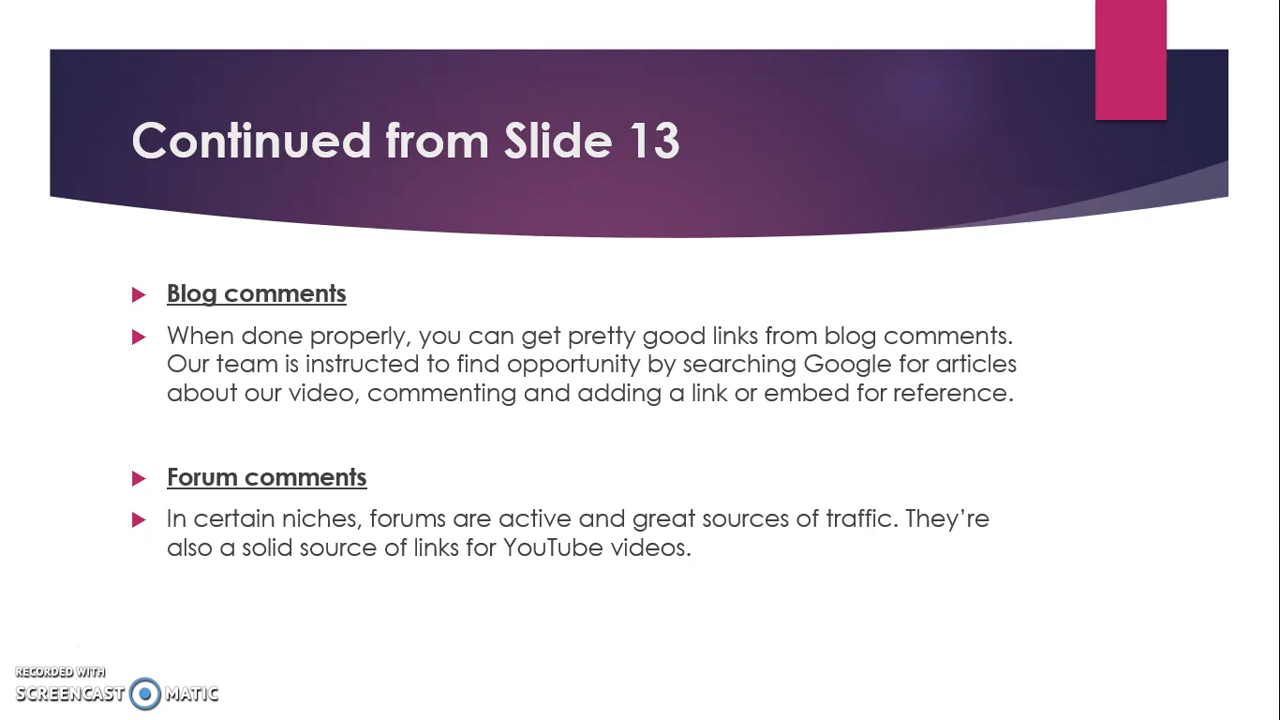 Continued from Slide 13
Blog comments
When done properly, you can get pretty good links from blog comments.
Our team is instructed to find opportunity by searching Google for articles
about our video, commenting and adding a link or embed for reference.
Forum comments
In certain niches, forums are active and great sources of traffic. They’re
also a solid source of links for YouTube videos.
RECORDED WITH
SCREENCAST MATIC